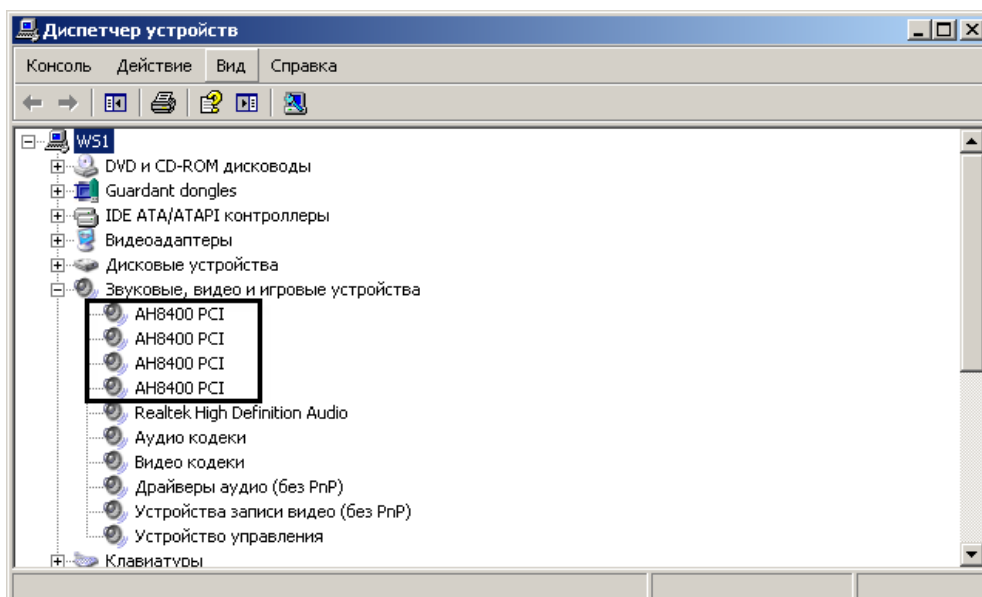 Диспетчер устройств
Консоль Действие Вид Справка
WS1
DVD и CD-ROM дисководы
Guardant dongles
IDE ATA/ATAPI контроллеры
Видеоадаптеры
Дисковые устройства
Звуковые, видео и игровые устройства
AH8400 PCI
AH8400 PCI
AH8400 PCI
AH8400 PCI
Realtek High Definition Audio
Аудио кодеки
Видео кодеки
Драйверы аудио (без PnP)
Устройства записи видео (без PnP)
Устройство управления
Клавиатуры